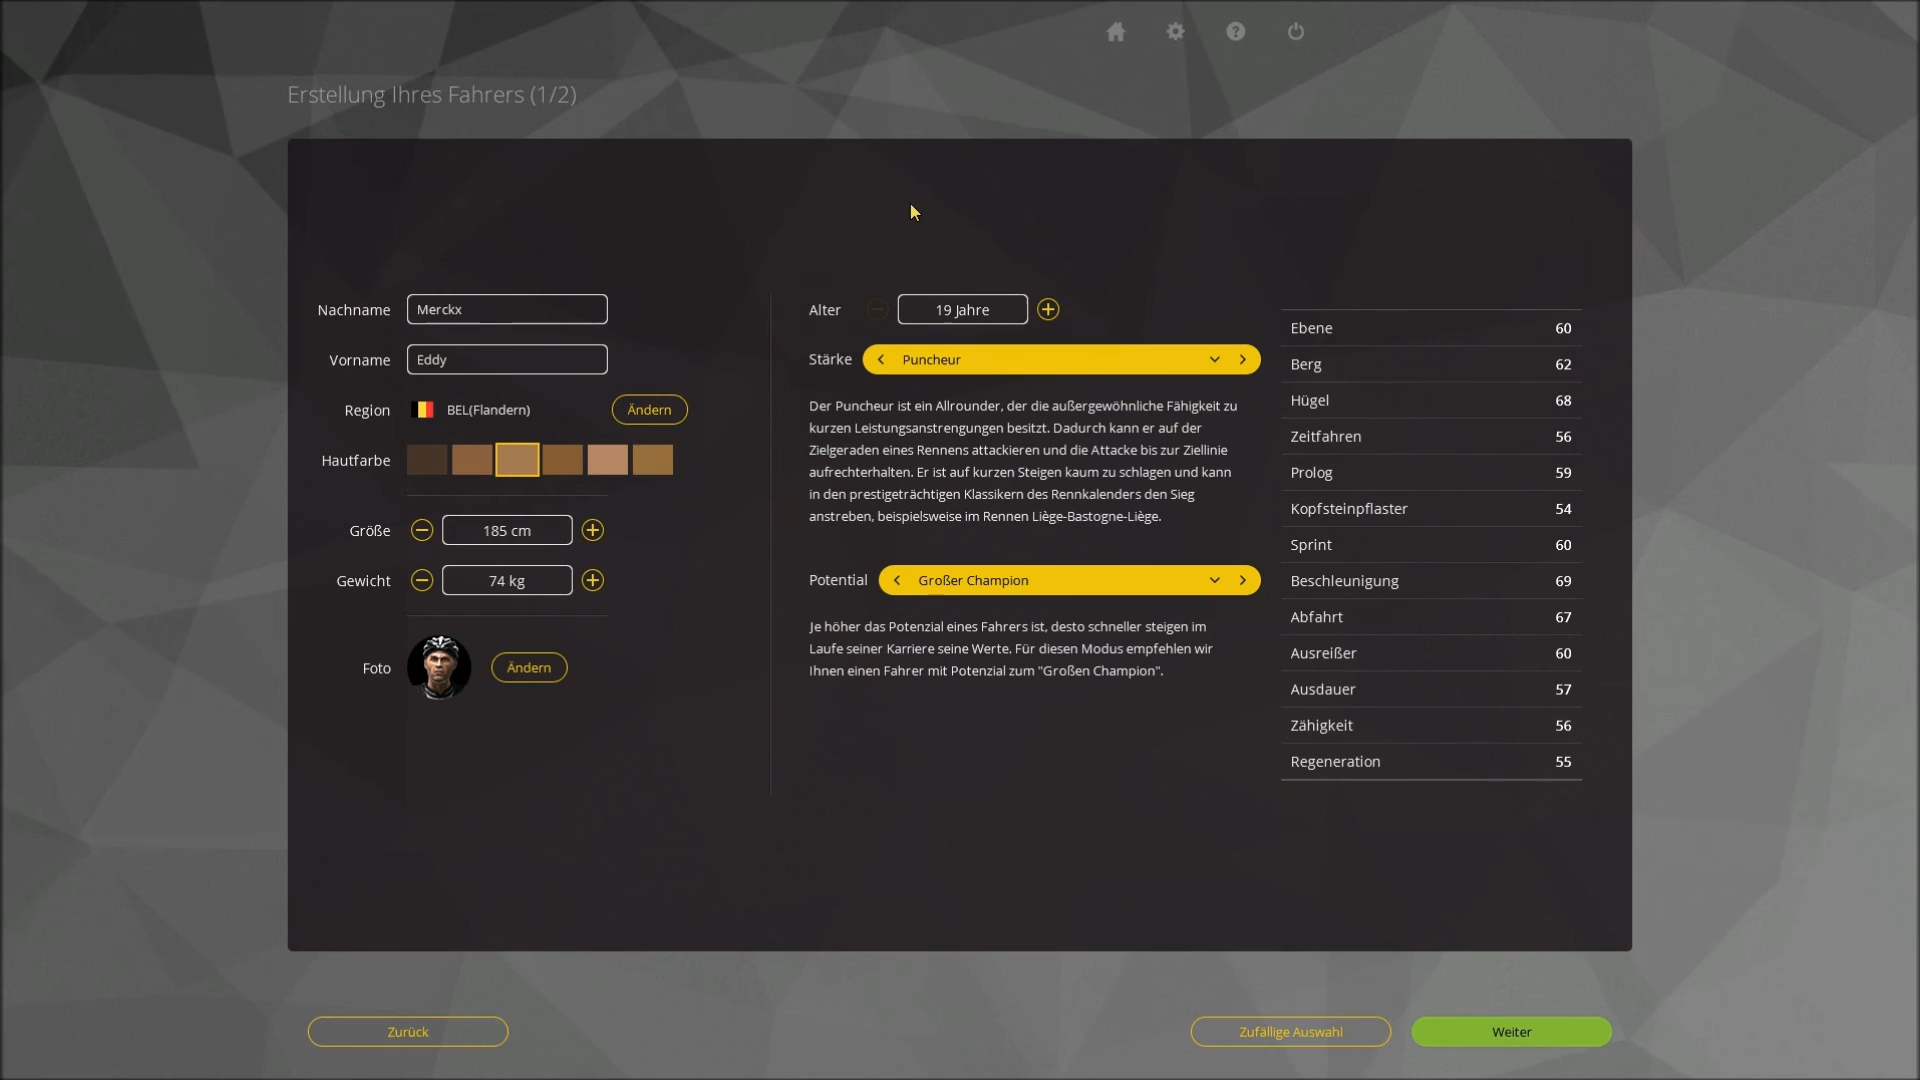 Erstellung Ihres Fahrers (1/2)
Nachname Merckx
Vorname Eddy
Region BEL(Flandern) Ändern
Hautfarbe
Größe 185 cm
Gewicht 74 kg
Foto Ändern
Alter 19 Jahre
Stärke Puncheur
Der Puncheur ist ein Allrounder, der die außergewöhnliche Fähigkeit zu
kurzen Leistungsanstrengungen besitzt. Dadurch kann er auf der
Zielgeraden eines Rennens attackieren und die Attacke bis zur Ziellinie
aufrechterhalten. Er ist auf kurzen Steigen kaum zu schlagen und kann
in den prestigeträchtigen Klassikern des Rennkalenders den Sieg
anstreben, beispielsweise im Rennen Liège-Bastogne-Liège.
Potential Großer Champion
Je höher das Potenzial eines Fahrers ist, desto schneller steigen im
Laufe seiner Karriere seine Werte. Für diesen Modus empfehlen wir
Ihnen einen Fahrer mit Potenzial zum "Großen Champion".
Ebene 60
Berg 62
Hügel 68
Zeitfahren 56
Prolog 59
Kopfsteinpflaster 54
Sprint 60
Beschleunigung 69
Abfahrt 67
Ausreißer 60
Ausdauer 57
Zähigkeit 56
Regeneration 55
Zurück
Zufällige Auswahl
Weiter